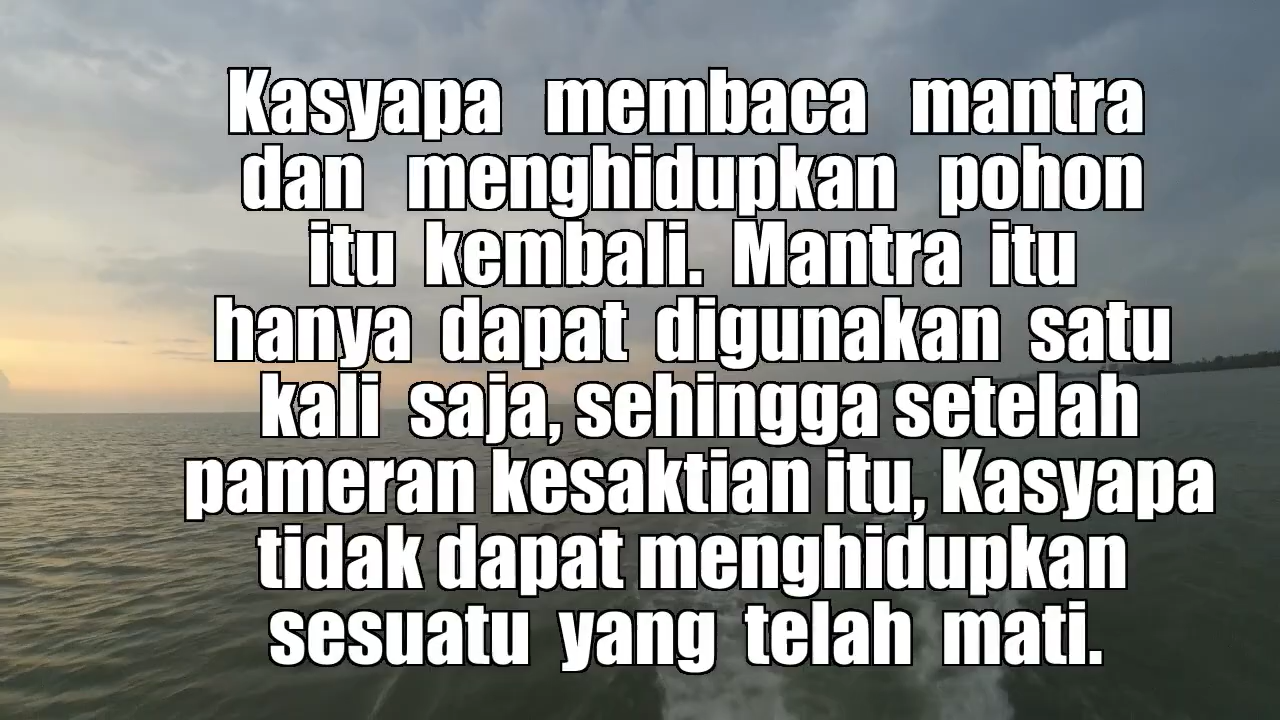 Kasyapa membaca mantra
dan menghidupkan pohon
itu kembali. Mantra itu
hanya dapat digunakan satu
kali saja, sehingga setelah
pameran kesaktian itu, Kasyapa
tidak dapat menghidupkan
sesuatu yang telah mati.